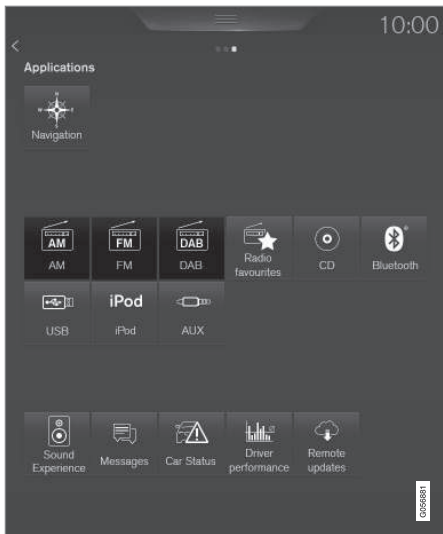 10:00
Applications
N
W E
S
Navigation
AM FM DAB
AM FM DAB Radio favourites CD Bluetooth
iPod
USB iPod AUX
Sound Experience Messages Car Status Driver performance Remote updates
G056881